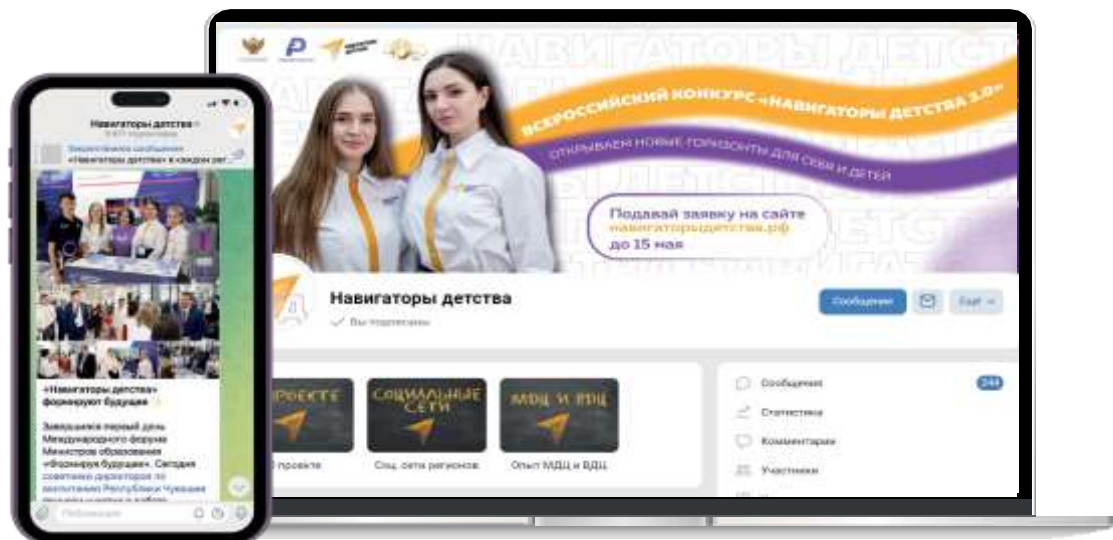 Навигаторы детства
Закреплённое сообщение
«Навигаторы детства» в каждом рег...
«Навигаторы детства»
формируют будущее
Завершился первый день
Международного форума
Министров образования
«Формируя будущее». Сегодня
советники директоров по
воспитанию Республики Чувашия
Публикация
НАВИГАТОРЫ ДЕТСТ
ВСЕРОССИЙСКИЙ КОНКУРС «НАВИГАТОРЫ ДЕТСТВА 3.0»
ОТКРЫВАЕМ НОВЫЕ ГОРИЗОНТЫ ДЛЯ СЕБЯ И ДЕТЕЙ
Подавай заявку на сайте
навигаторыдетства.рф
до 15 мая
Навигаторы детства
Вы подписаны
Сообщение
Ещё
ПРОЕКТЕ
СОЦИАЛЬНЫЕ
СЕТИ
МДЦ И ВДЦ
проекте
Соц. сети регионов
Опыт МДЦ и ВДЦ
Сообщения
244
Статистика
Комментарии
Участники